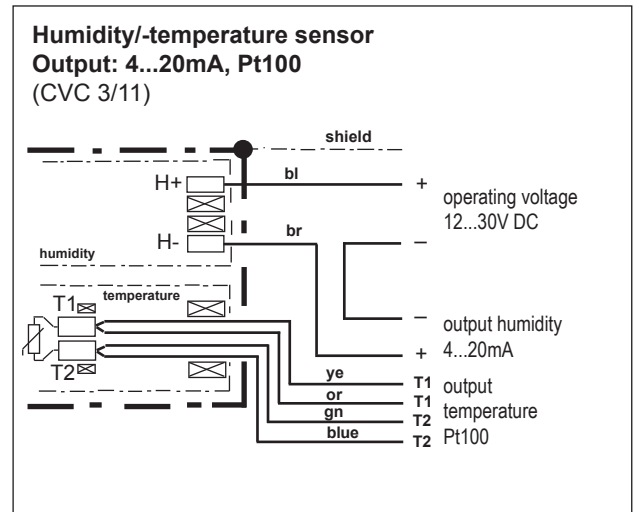 Humidity/-temperature sensor
Output: 4...20mA, Pt100
(CVC 3/11)
shield
H+
bl
+
operating voltage
12...30V DC
H-
br
–
humidity
temperature
T1
T2
–
output humidity
+ 4...20mA
ye
T1
or
T1
gn
T2
blue
T2
output
temperature
Pt100